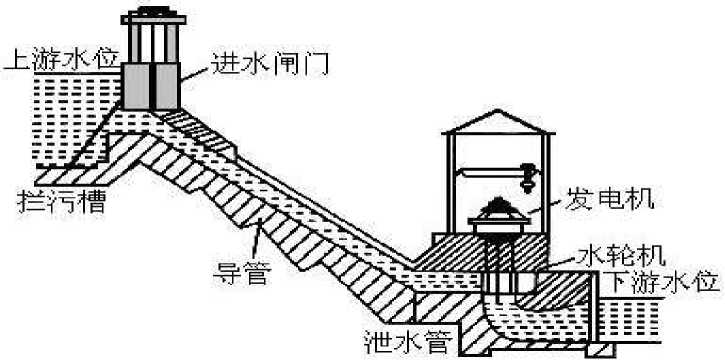 上游水位
进水闸门
拦污槽
导管
发电机
水轮机
下游水位
泄水管